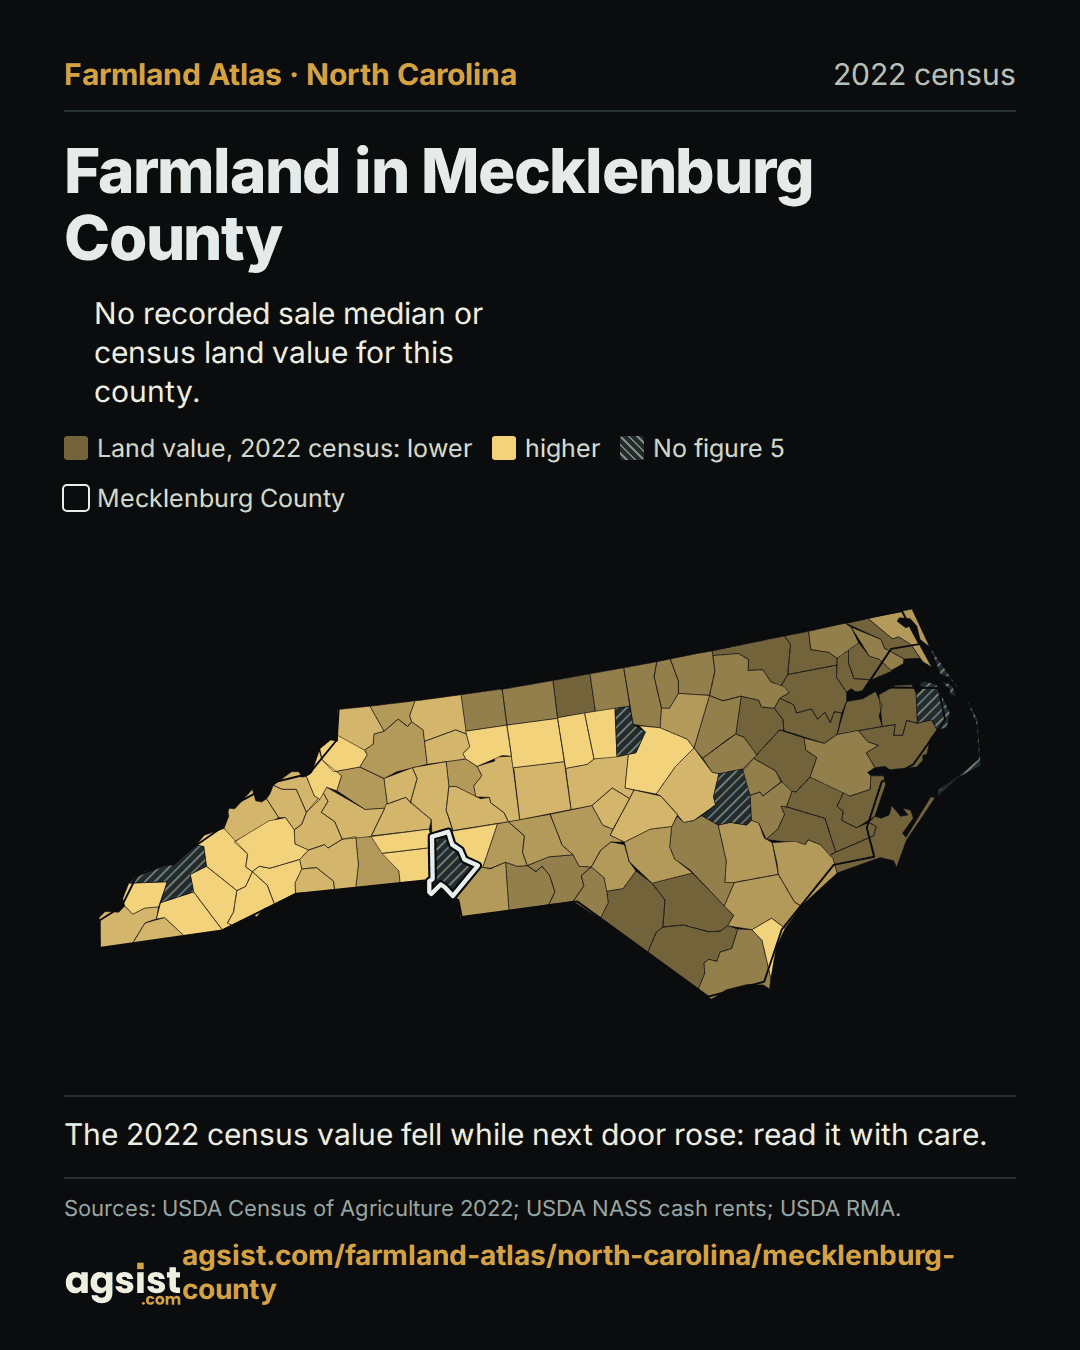 Farmland Atlas · North Carolina
2022 census
Farmland in Mecklenburg
County
No recorded sale median or
census land value for this
county.
Land value, 2022 census: lower
higher
No figure 5
Mecklenburg County
The 2022 census value fell while next door rose: read it with care.
Sources: USDA Census of Agriculture 2022; USDA NASS cash rents; USDA RMA.
agsist.com
agsist.com/farmland-atlas/north-carolina/mecklenburg-
county